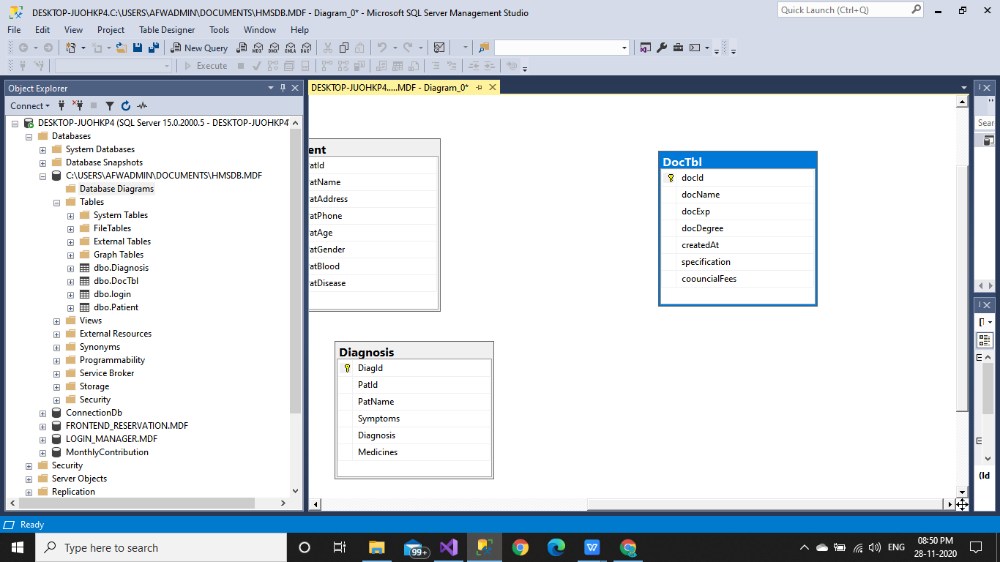 DESKTOP-JUOHKP4.C:\USERS\AFWADMIN\DOCUMENTS\HMSDB.MDF - Diagram_0* - Microsoft SQL Server Management Studio
Quick Launch (Ctrl+Q)
File Edit View Project Table Designer Tools Window Help
New Query MDX DMX XMLA DAX
Execute
Object Explorer
DESKTOP-JUOHKP4.....MDF - Diagram_0*
Connect
DESKTOP-JUOHKP4 (SQL Server 15.0.2000.5 - DESKTOP-JUOHKP4
Databases
System Databases
Database Snapshots
C:\USERS\AFWADMIN\DOCUMENTS\HMSDB.MDF
Database Diagrams
Tables
System Tables
FileTables
External Tables
Graph Tables
dbo.Diagnosis
dbo.DocTbl
dbo.login
dbo.Patient
Views
External Resources
Synonyms
Programmability
Service Broker
Storage
Security
ConnectionDb
FRONTEND_RESERVATION.MDF
LOGIN_MANAGER.MDF
MonthlyContribution
Security
Server Objects
Replication
ent
atId
atName
atAddress
atPhone
atAge
atGender
atBlood
atDisease
Diagnosis
DiagId
PatId
PatName
Symptoms
Diagnosis
Medicines
DocTbl
docId
docName
docExp
docDegree
createdAt
specification
coouncialFees
Sear
(Id
Ready
Type here to search
99+
ENG
08:50 PM
28-11-2020